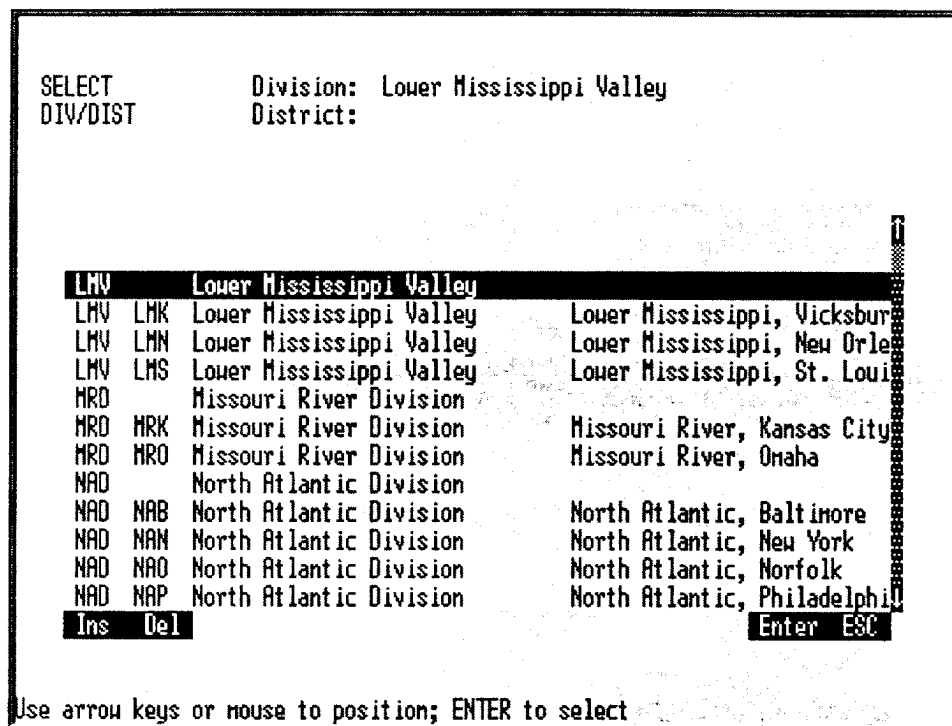 SELECT Division: Lower Mississippi Valley
DIV/DIST District:
LMV Lower Mississippi Valley
LMV LMK Lower Mississippi Valley Lower Mississippi, Vicksbur
LMV LMN Lower Mississippi Valley Lower Mississippi, New Orle
LMV LMS Lower Mississippi Valley Lower Mississippi, St. Loui
MRD Missouri River Division
MRD MRK Missouri River Division Missouri River, Kansas City
MRD MRO Missouri River Division Missouri River, Omaha
NAD North Atlantic Division
NAD NAB North Atlantic Division North Atlantic, Baltimore
NAD NAN North Atlantic Division North Atlantic, New York
NAD NAO North Atlantic Division North Atlantic, Norfolk
NAD NAP North Atlantic Division North Atlantic, Philadelphi
Ins Del Enter ESC
Use arrow keys or mouse to position; ENTER to select